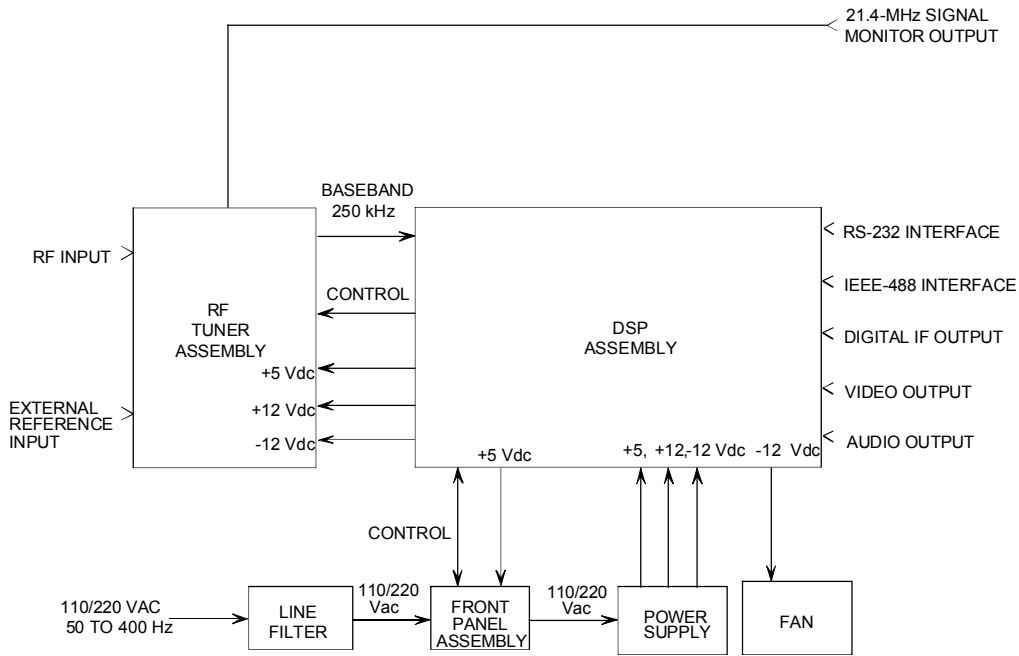 21.4-MHz SIGNAL
MONITOR OUTPUT
BASEBAND
250 kHz
RF INPUT
CONTROL
RF
TUNER
ASSEMBLY
+5 Vdc
EXTERNAL
REFERENCE
INPUT
+12 Vdc
-12 Vdc
DSP
ASSEMBLY
RS-232 INTERFACE
IEEE-488 INTERFACE
DIGITAL IF OUTPUT
VIDEO OUTPUT
AUDIO OUTPUT
+5 Vdc
+5, +12,-12 Vdc
-12 Vdc
CONTROL
110/220 VAC
50 TO 400 Hz
LINE
FILTER
110/220
Vac
FRONT
PANEL
ASSEMBLY
110/220
Vac
POWER
SUPPLY
FAN